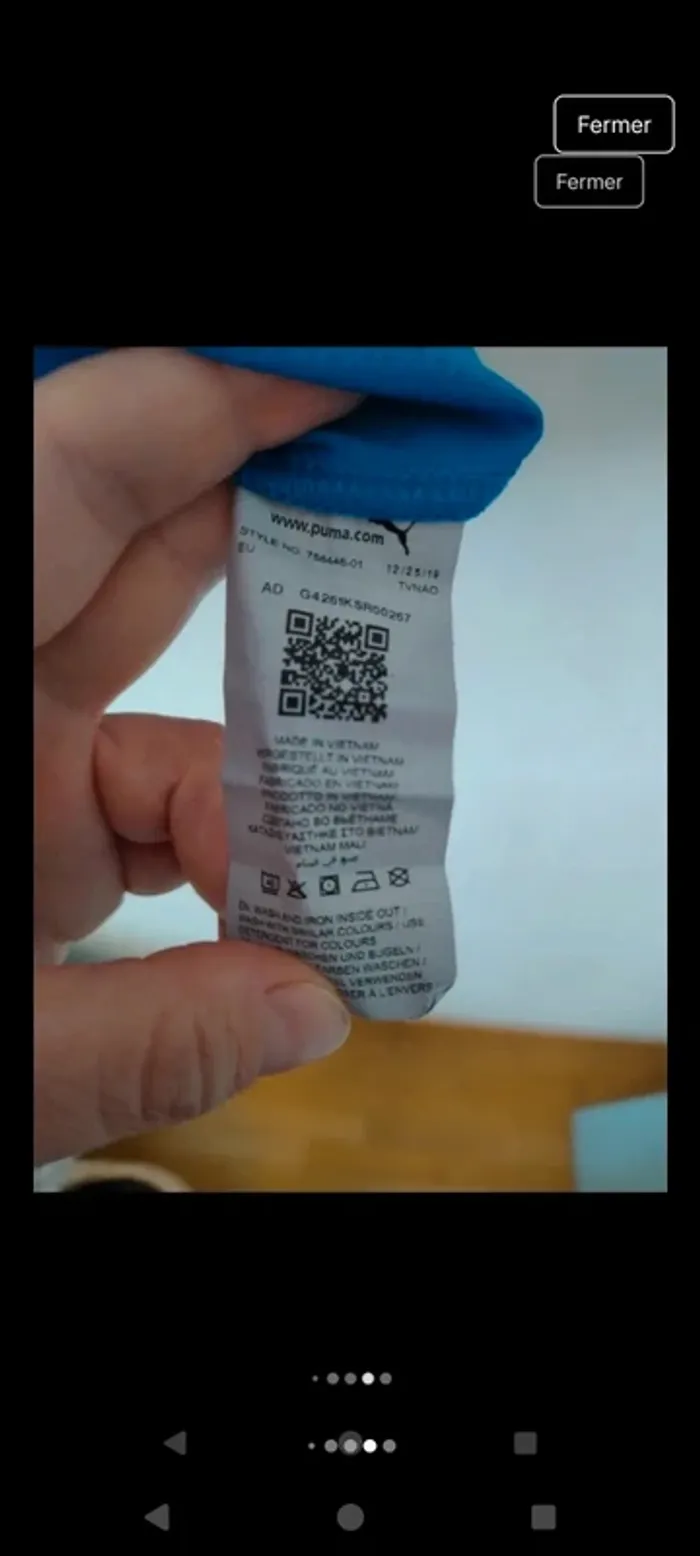 Fermer
Fermer
www.puma.com
STYLE NO. 756446-01 12/25/19
EU TVNAO
AD G4261KSR00267
MADE IN VIETNAM
HERGESTELLT IN VIETNAM
FABRIQUÉ AU VIETNAM
FABRICADO EN VIETNAM
PRODOTTO IN VIETNAM
FABRICADO NO VIETNA
СДЕЛАНО ВО ВЬЕТНАМЕ
ΚΑΤΑΣΚΕΥΑΣΤΗΚΕ ΣΤΟ ΒΙΕΤΝΑΜ
VIETNAM MALI
صنع في فيتنام
EN WASH AND IRON INSIDE OUT /
WASH WITH SIMILAR COLOURS / USE
DETERGENT FOR COLOURS
WASCHEN UND BÜGELN /
FARBEN WASCHEN /
VERWENDEN
A L'ENVERS